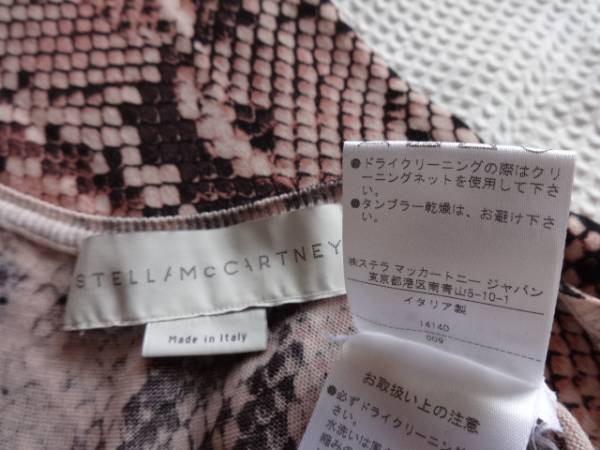 STELLA McCARTNEY
Made in Italy
●ドライクリーニングの際はクリ
ーニングネットを使用して下さ
い。
●タンブラー乾燥は、お避け下さ
い。
㈱ステラ マッカートニー ジャパン
東京都港区南青山5-10-1
イタリア製
14140
009
お取扱い上の注意
●必ずドライクリーニング
さい。
水洗いは